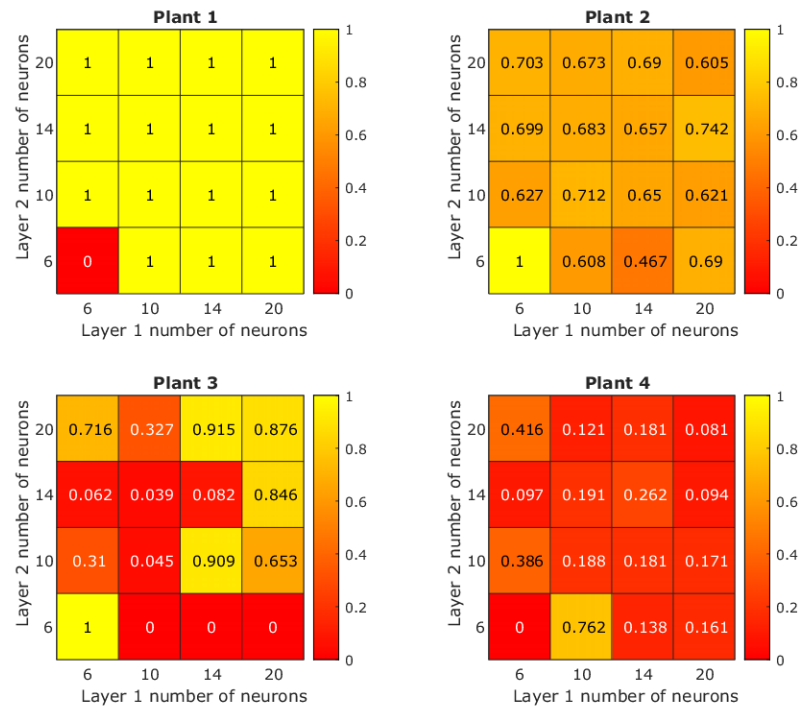 Plant 1
Layer 2 number of neurons
20 1 1 1 1
14 1 1 1 1
10 1 1 1 1
6 0 1 1 1
6 10 14 20
Layer 1 number of neurons
1
0.8
0.6
0.4
0.2
0
Plant 2
Layer 2 number of neurons
20 0.703 0.673 0.69 0.605
14 0.699 0.683 0.657 0.742
10 0.627 0.712 0.65 0.621
6 1 0.608 0.467 0.69
6 10 14 20
Layer 1 number of neurons
1
0.8
0.6
0.4
0.2
0
Plant 3
Layer 2 number of neurons
20 0.716 0.327 0.915 0.876
14 0.062 0.039 0.082 0.846
10 0.31 0.045 0.909 0.653
6 1 0 0 0
6 10 14 20
Layer 1 number of neurons
1
0.8
0.6
0.4
0.2
0
Plant 4
Layer 2 number of neurons
20 0.416 0.121 0.181 0.081
14 0.097 0.191 0.262 0.094
10 0.386 0.188 0.181 0.171
6 0 0.762 0.138 0.161
6 10 14 20
Layer 1 number of neurons
1
0.8
0.6
0.4
0.2
0